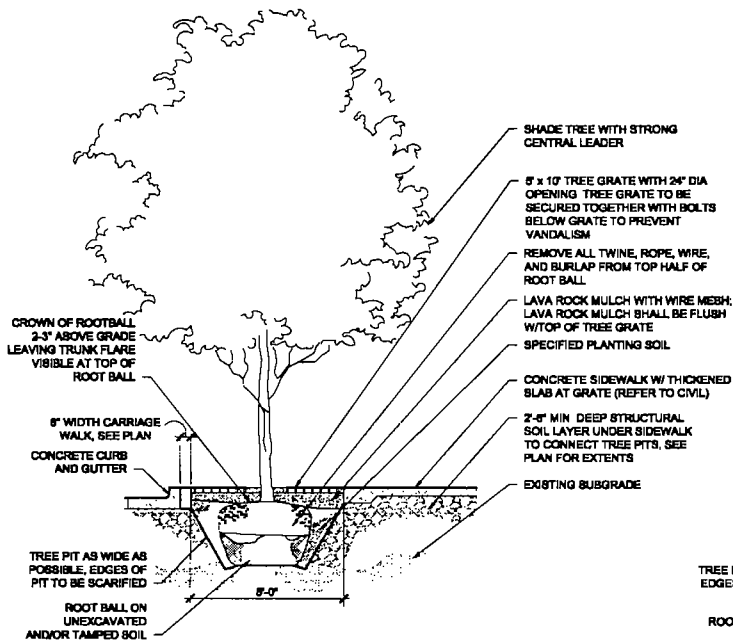 SHADE TREE WITH STRONG
CENTRAL LEADER
5' x 10' TREE GRATE WITH 24" DIA
OPENING TREE GRATE TO BE
SECURED TOGETHER WITH BOLTS
BELOW GRATE TO PREVENT
VANDALISM
REMOVE ALL TWINE, ROPE, WIRE,
AND BURLAP FROM TOP HALF OF
ROOT BALL
LAVA ROCK MULCH WITH WIRE MESH;
LAVA ROCK MULCH SHALL BE FLUSH
W/TOP OF TREE GRATE
SPECIFIED PLANTING SOIL
CONCRETE SIDEWALK W/ THICKENED
SLAB AT GRATE (REFER TO CIVIL)
2'-6" MIN DEEP STRUCTURAL
SOIL LAYER UNDER SIDEWALK
TO CONNECT TREE PITS, SEE
PLAN FOR EXTENTS
EXISTING SUBGRADE
CROWN OF ROOTBALL
2-3" ABOVE GRADE
LEAVING TRUNK FLARE
VISIBLE AT TOP OF
ROOT BALL
6" WIDTH CARRIAGE
WALK, SEE PLAN
CONCRETE CURB
AND GUTTER
TREE PIT AS WIDE AS
POSSIBLE, EDGES OF
PIT TO BE SCARIFIED
ROOT BALL ON
UNEXCAVATED
AND/OR TAMPED SOIL
5'-0"
TREE
EDGES
ROO